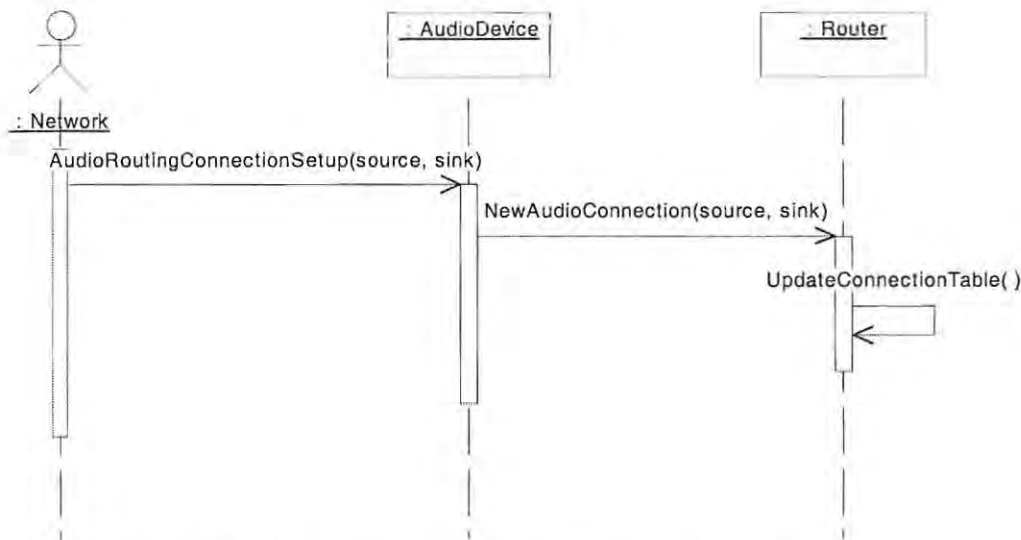 : AudioDevice
: Router
: Network
AudioRoutingConnectionSetup(source, sink)
NewAudioConnection(source, sink)
UpdateConnectionTable( )